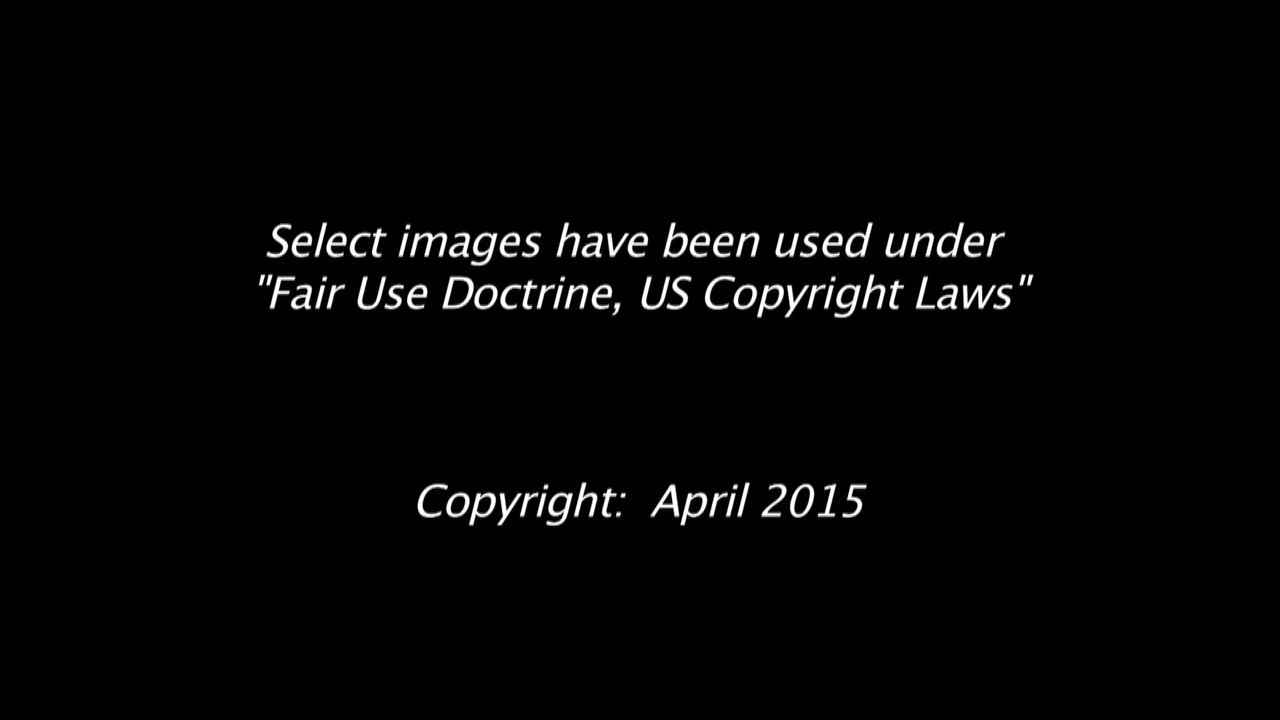 Select images have been used under
"Fair Use Doctrine, US Copyright Laws"
Copyright:  April 2015